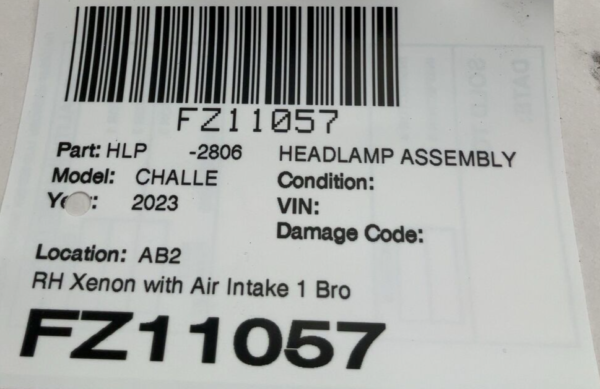 FZ11057
Part: HLP -2806 HEADLAMP ASSEMBLY
Model: CHALLE Condition:
2023 VIN:
Damage Code:
Location: AB2
RH Xenon with Air Intake 1 Bro
FZ11057